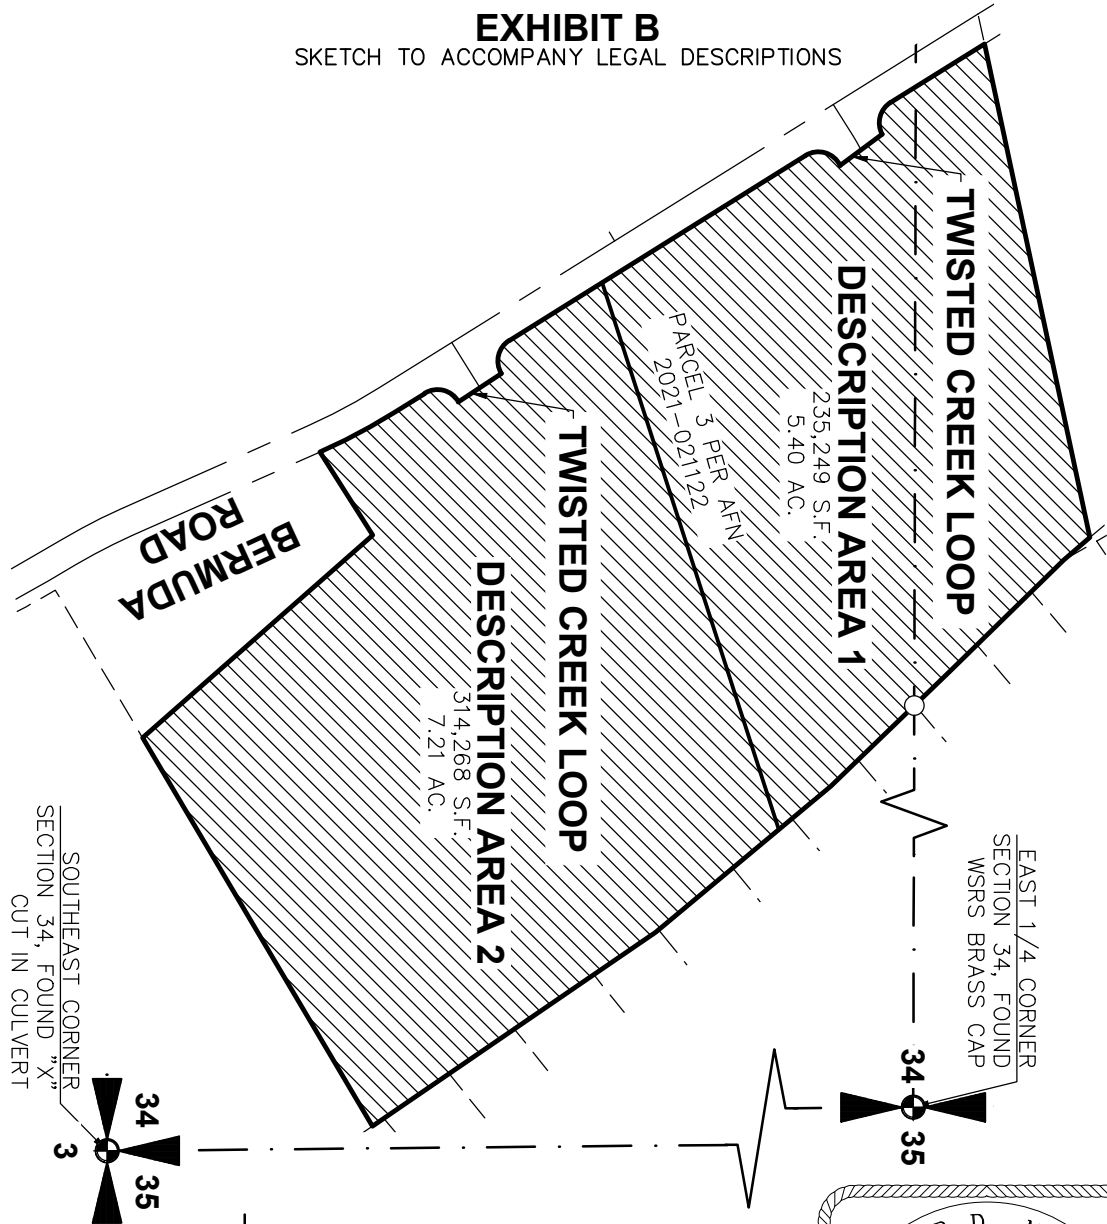 EXHIBIT B
SKETCH TO ACCOMPANY LEGAL DESCRIPTIONS
TWISTED CREEK LOOP
DESCRIPTION AREA 1
235,249 S.F.
5.40 AC.
PARCEL 3 PER AFN
2021-021122
TWISTED CREEK LOOP
DESCRIPTION AREA 2
314,268 S.F.
7.21 AC.
BERMUDA
ROAD
EAST 1/4 CORNER
SECTION 34, FOUND
WSRS BRASS CAP
34
35
SOUTHEAST CORNER
SECTION 34, FOUND "X"
CUT IN CULVERT
34
3
35